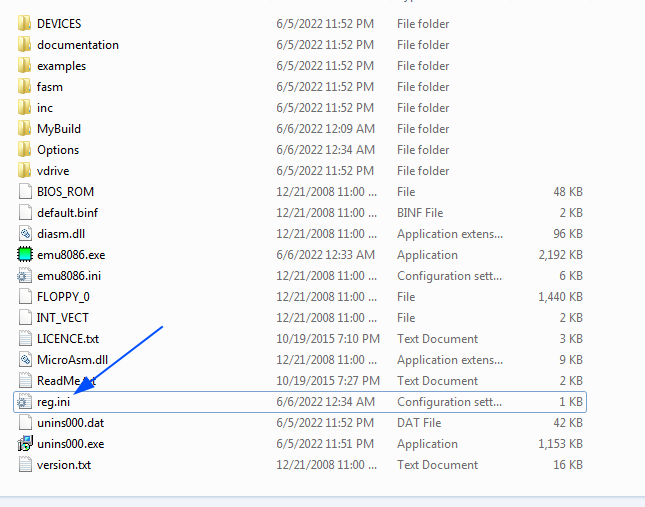 DEVICES 6/5/2022 11:52 PM File folder
documentation 6/5/2022 11:52 PM File folder
examples 6/5/2022 11:52 PM File folder
fasm 6/5/2022 11:52 PM File folder
inc 6/5/2022 11:52 PM File folder
MyBuild 6/6/2022 12:09 AM File folder
Options 6/6/2022 12:34 AM File folder
vdrive 6/5/2022 11:52 PM File folder
BIOS_ROM 12/21/2008 11:00 ... File 48 KB
default.binf 12/21/2008 11:00 ... BINF File 2 KB
diasm.dll 12/21/2008 11:00 ... Application extens... 96 KB
emu8086.exe 6/6/2022 12:33 AM Application 2,192 KB
emu8086.ini 12/21/2008 11:00 ... Configuration sett... 6 KB
FLOPPY_0 12/21/2008 11:00 ... File 1,440 KB
INT_VECT 12/21/2008 11:00 ... File 2 KB
LICENCE.txt 10/19/2015 7:10 PM Text Document 3 KB
MicroAsm.dll 12/21/2008 11:00 ... Application extens... 9 KB
ReadMe.txt 10/19/2015 7:27 PM Text Document 2 KB
reg.ini 6/6/2022 12:34 AM Configuration sett... 1 KB
unins000.dat 6/5/2022 11:52 PM DAT File 42 KB
unins000.exe 6/5/2022 11:51 PM Application 1,153 KB
version.txt 12/21/2008 11:00 ... Text Document 16 KB